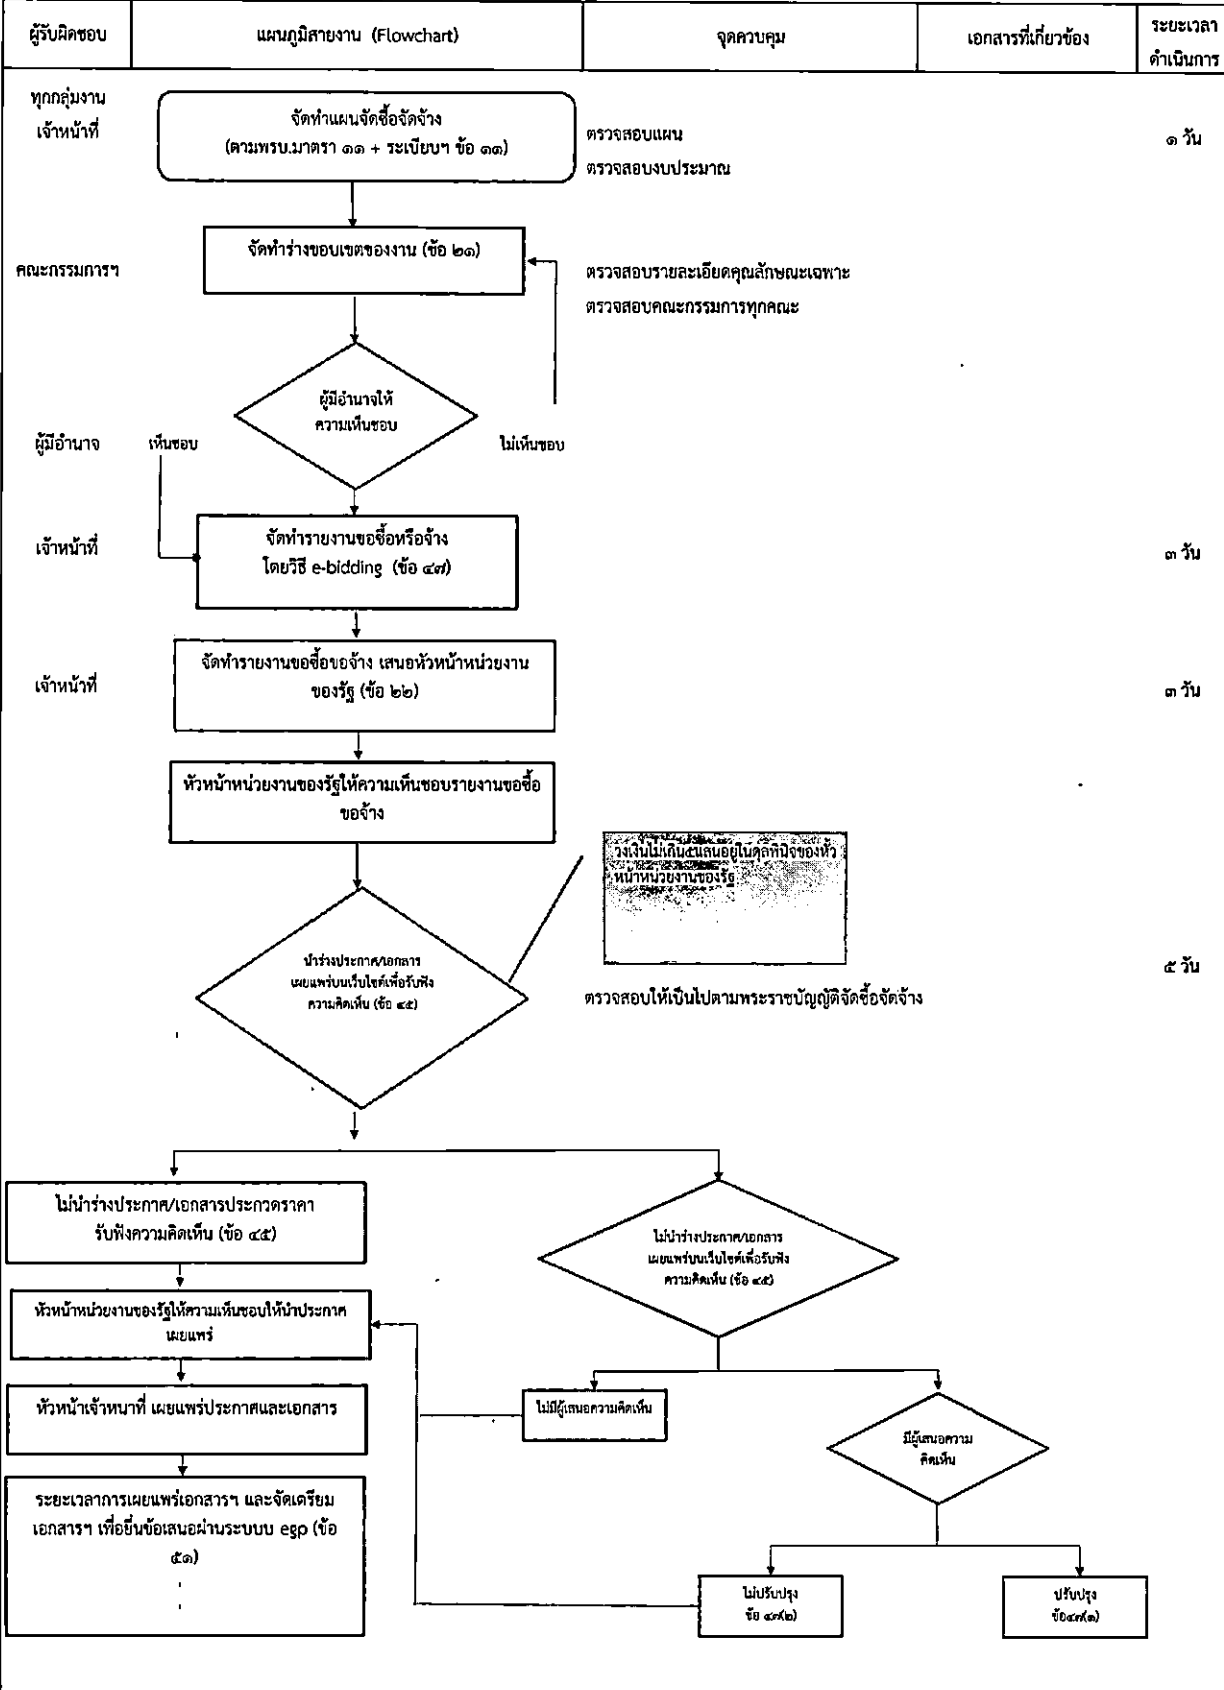 ผู้รับผิดชอบ
แผนภูมิสายงาน (Flowchart)
จุดควบคุม
เอกสารที่เกี่ยวข้อง
ระยะเวลา
ดำเนินการ
ทุกกลุ่มงาน
เจ้าหน้าที่
จัดทำแผนจัดซื้อจัดจ้าง
(ตามพรบ.มาตรา ๑๑ + ระเบียบฯ ข้อ ๑๑)
ตรวจสอบแผน
ตรวจสอบงบประมาณ
๑ วัน
คณะกรรมการฯ
จัดทำร่างขอบเขตของงาน (ข้อ ๒๑)
ตรวจสอบรายละเอียดคุณลักษณะเฉพาะ
ตรวจสอบคณะกรรมการทุกคณะ
ผู้มีอำนาจให้
ความเห็นชอบ
ผู้มีอำนาจ
เห็นชอบ
ไม่เห็นชอบ
เจ้าหน้าที่
จัดทำรายงานขอซื้อหรือจ้าง
โดยวิธี e-bidding (ข้อ ๔๗)
๓ วัน
เจ้าหน้าที่
จัดทำรายงานขอซื้อขอจ้าง เสนอหัวหน้าหน่วยงาน
ของรัฐ (ข้อ ๒๒)
๓ วัน
หัวหน้าหน่วยงานของรัฐให้ความเห็นชอบรายงานขอซื้อ
ขอจ้าง
วงเงินไม่เกิน๕แสนอยู่ในดุลพินิจของหัว
หน้าหน่วยงานของรัฐ
นำร่างประกาศ/เอกสาร
เผยแพร่บนเว็บไซต์เพื่อรับฟัง
ความคิดเห็น (ข้อ ๔๕)
ตรวจสอบให้เป็นไปตามพระราชบัญญัติจัดซื้อจัดจ้าง
๕ วัน
ไม่นำร่างประกาศ/เอกสารประกวดราคา
รับฟังความคิดเห็น (ข้อ ๔๕)
ไม่นำร่างประกาศ/เอกสาร
เผยแพร่บนเว็บไซต์เพื่อรับฟัง
ความคิดเห็น (ข้อ ๔๕)
หัวหน้าหน่วยงานของรัฐให้ความเห็นชอบให้นำประกาศ
เผยแพร่
หัวหน้าเจ้าหนาที่ เผยแพร่ประกาศและเอกสาร
ไม่มีผู้เสนอความคิดเห็น
มีผู้เสนอความ
คิดเห็น
ระยะเวลาการเผยแพร่เอกสารฯ และจัดเตรียม
เอกสารฯ เพื่อยื่นข้อเสนอผ่านระบบบ egp (ข้อ
๕๑)
ไม่ปรับปรุง
ข้อ ๔๗(๒)
ปรับปรุง
ข้อ๔๗(๑)